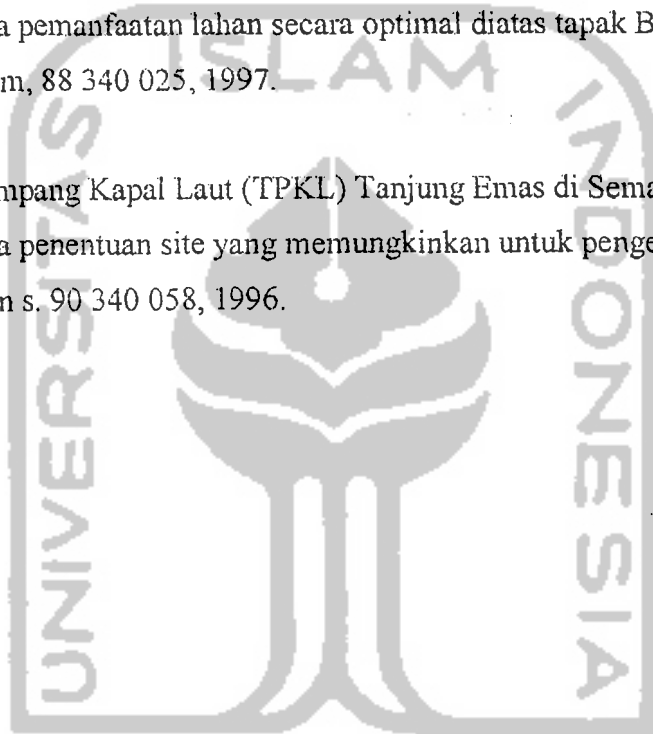 a pemanfaatan lahan secara optimal diatas tapak B
m, 88 340 025, 1997.
mpang Kapal Laut (TPKL) Tanjung Emas di Sema
a penentuan site yang memungkinkan untuk penge
n s. 90 340 058, 1996.
UNIVERSITAS ISLAM INDONESIA